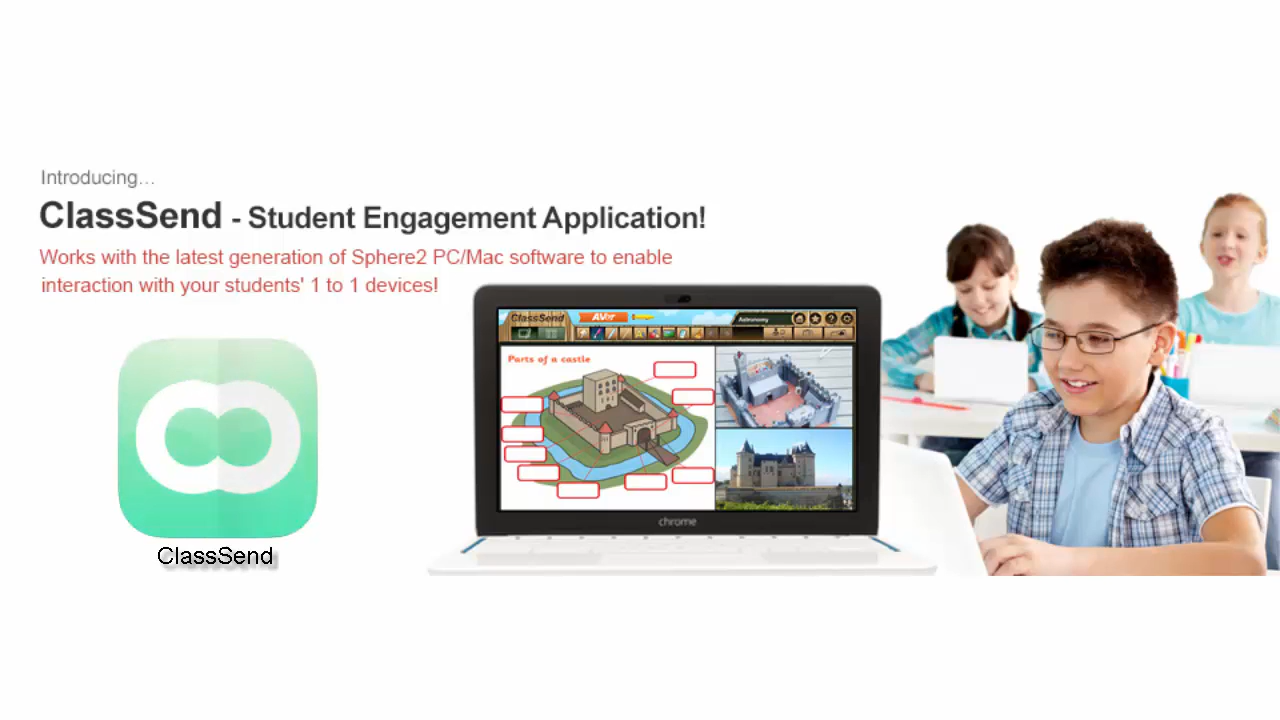 Introducing...
ClassSend - Student Engagement Application!
Works with the latest generation of Sphere2 PC/Mac software to enable
interaction with your students' 1 to 1 devices!
ClassSend
AVer
Astronomy
Parts of a castle
chrome
ClassSend